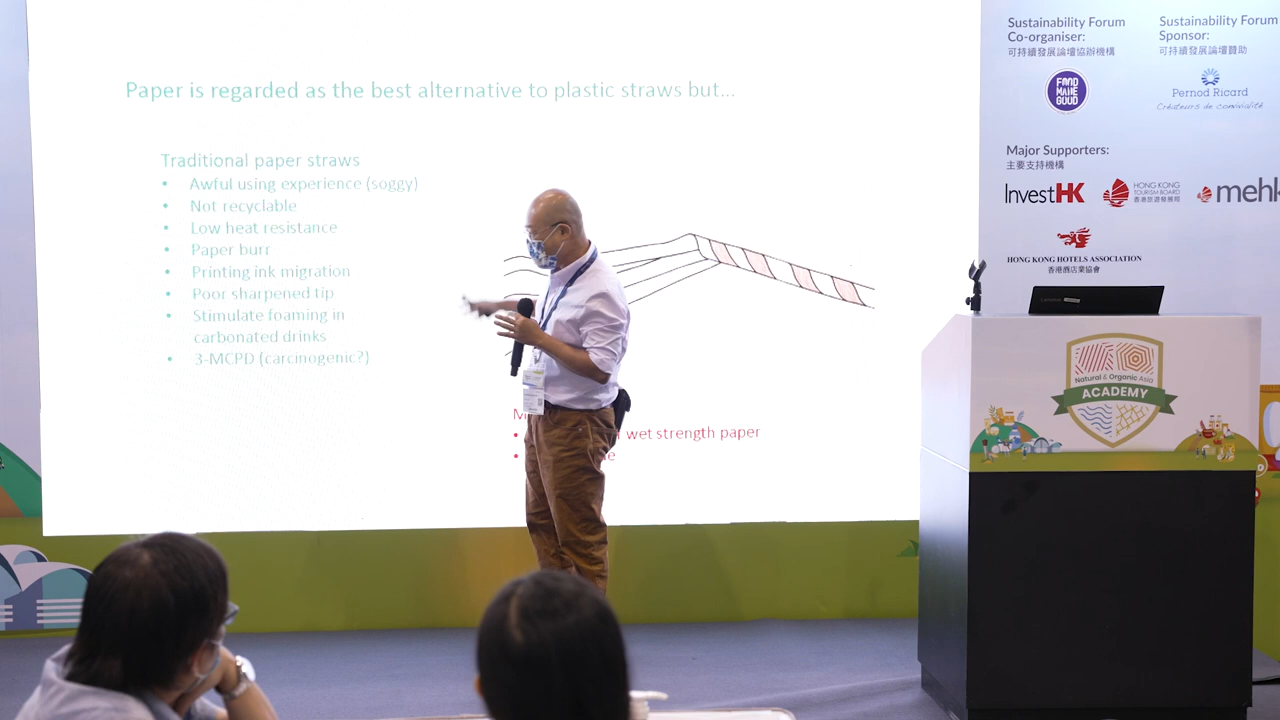 Paper is regarded as the best alternative to plastic straws but...
Traditional paper straws
• Awful using experience (soggy)
• Not recyclable
• Low heat resistance
• Paper burr
• Printing ink migration
• Poor sharpened tip
• Stimulate foaming in
carbonated drinks
• 3-MCPD (carcinogenic?)
wet strength paper
Sustainability Forum
Co-organiser:
可持續發展論壇協辦機構
FOOD
MADE
GOOD
Sustainability Forum
Sponsor:
可持續發展論壇贊助
Pernod Ricard
Créateurs de convivialité
Major Supporters:
主要支持機構
InvestHK
HONG KONG
TOURISM BOARD
香港旅遊發展局
mehk
HONG KONG HOTELS ASSOCIATION
香港酒店業協會
Lenovo
Natural & Organic Asia
ACADEMY